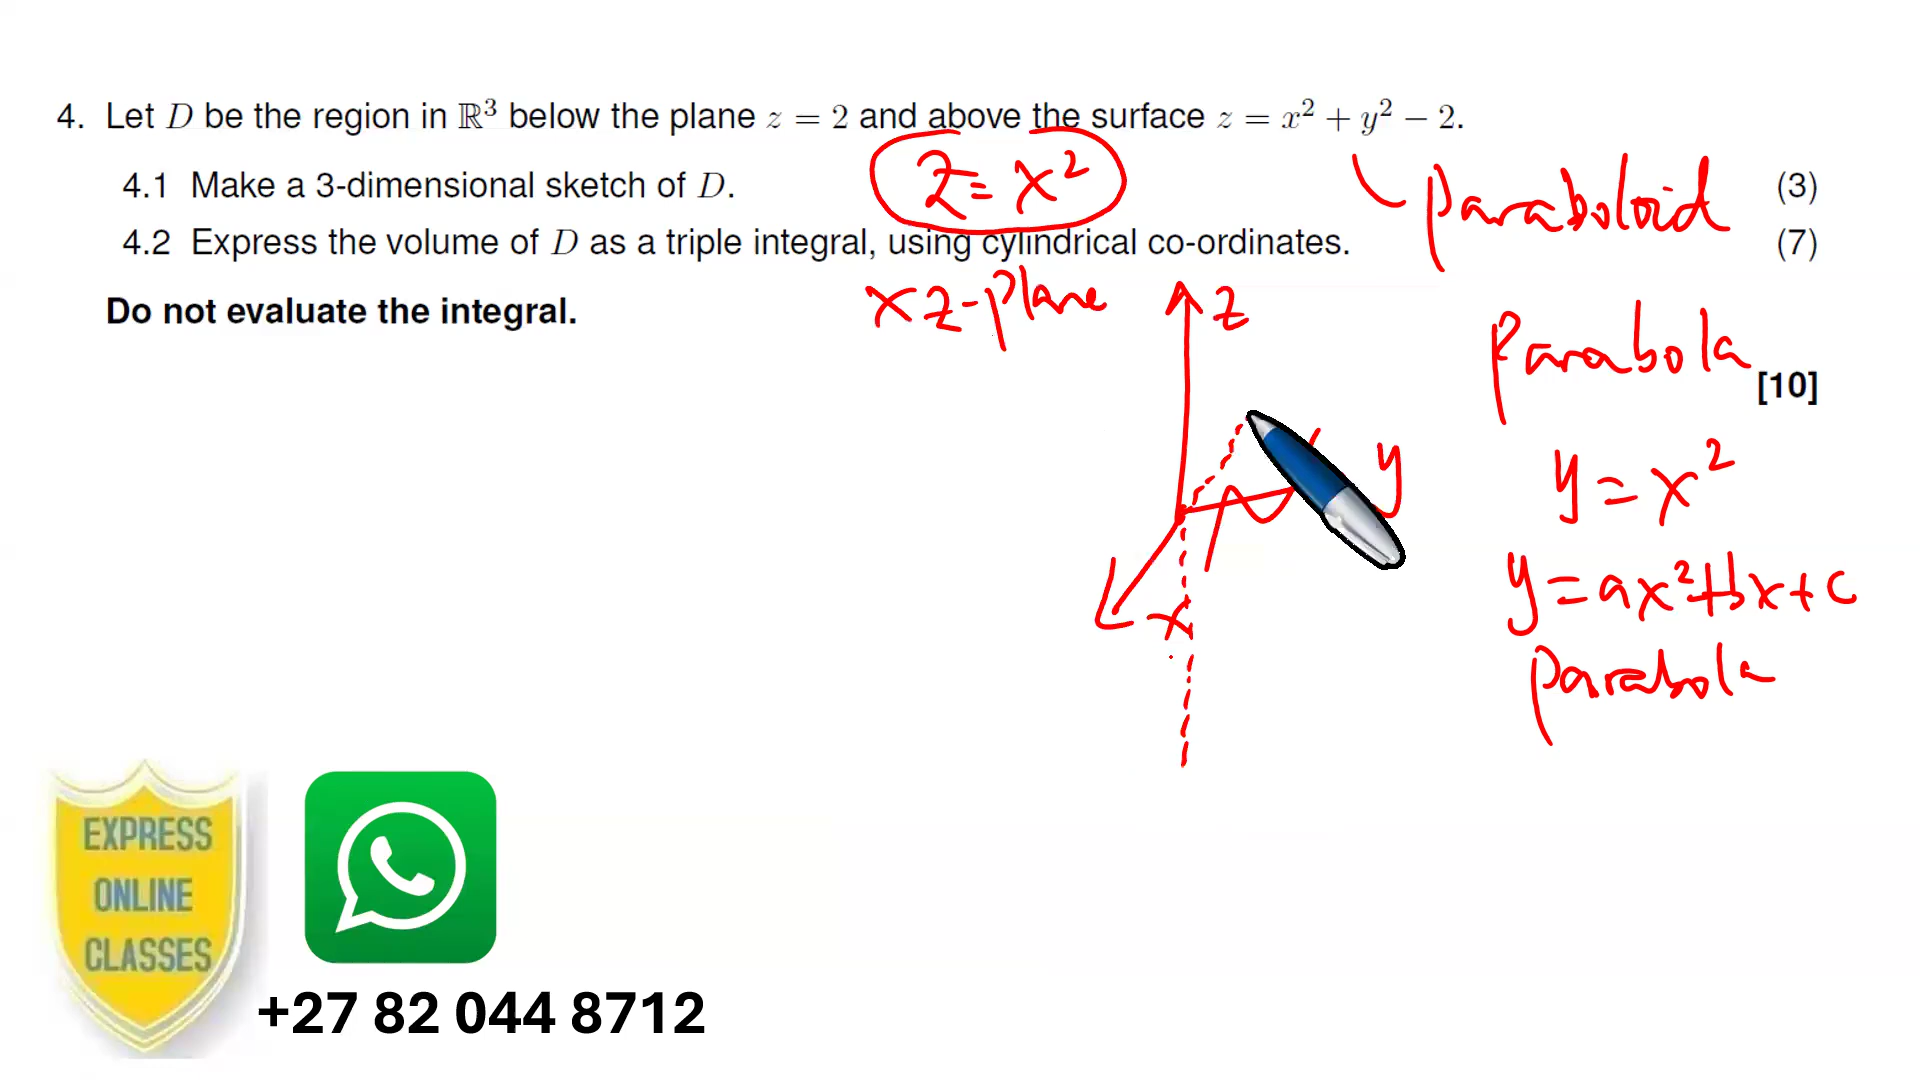 4. Let D be the region in ℝ³ below the plane z = 2 and above the surface z = x² + y² − 2.
4.1 Make a 3-dimensional sketch of D. (3)
z = x²
Paraboloid
4.2 Express the volume of D as a triple integral, using cylindrical co-ordinates. (7)
Do not evaluate the integral.
xz-plane
z
Parabola
[10]
y
y = x²
y = ax²+bx+c
x
Parabola
EXPRESS
ONLINE
CLASSES
+27 82 044 8712